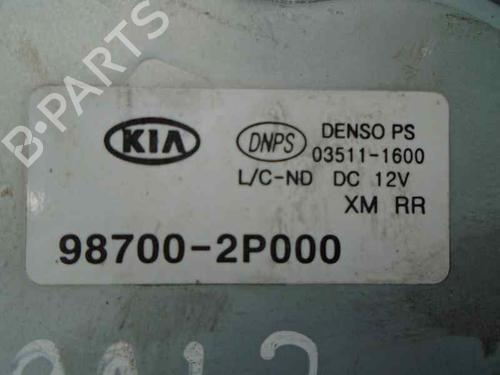 B-PARTS
KIA
DNPS
DENSO PS
03511-1600
L/C-ND DC 12V
XM RR
98700-2P000